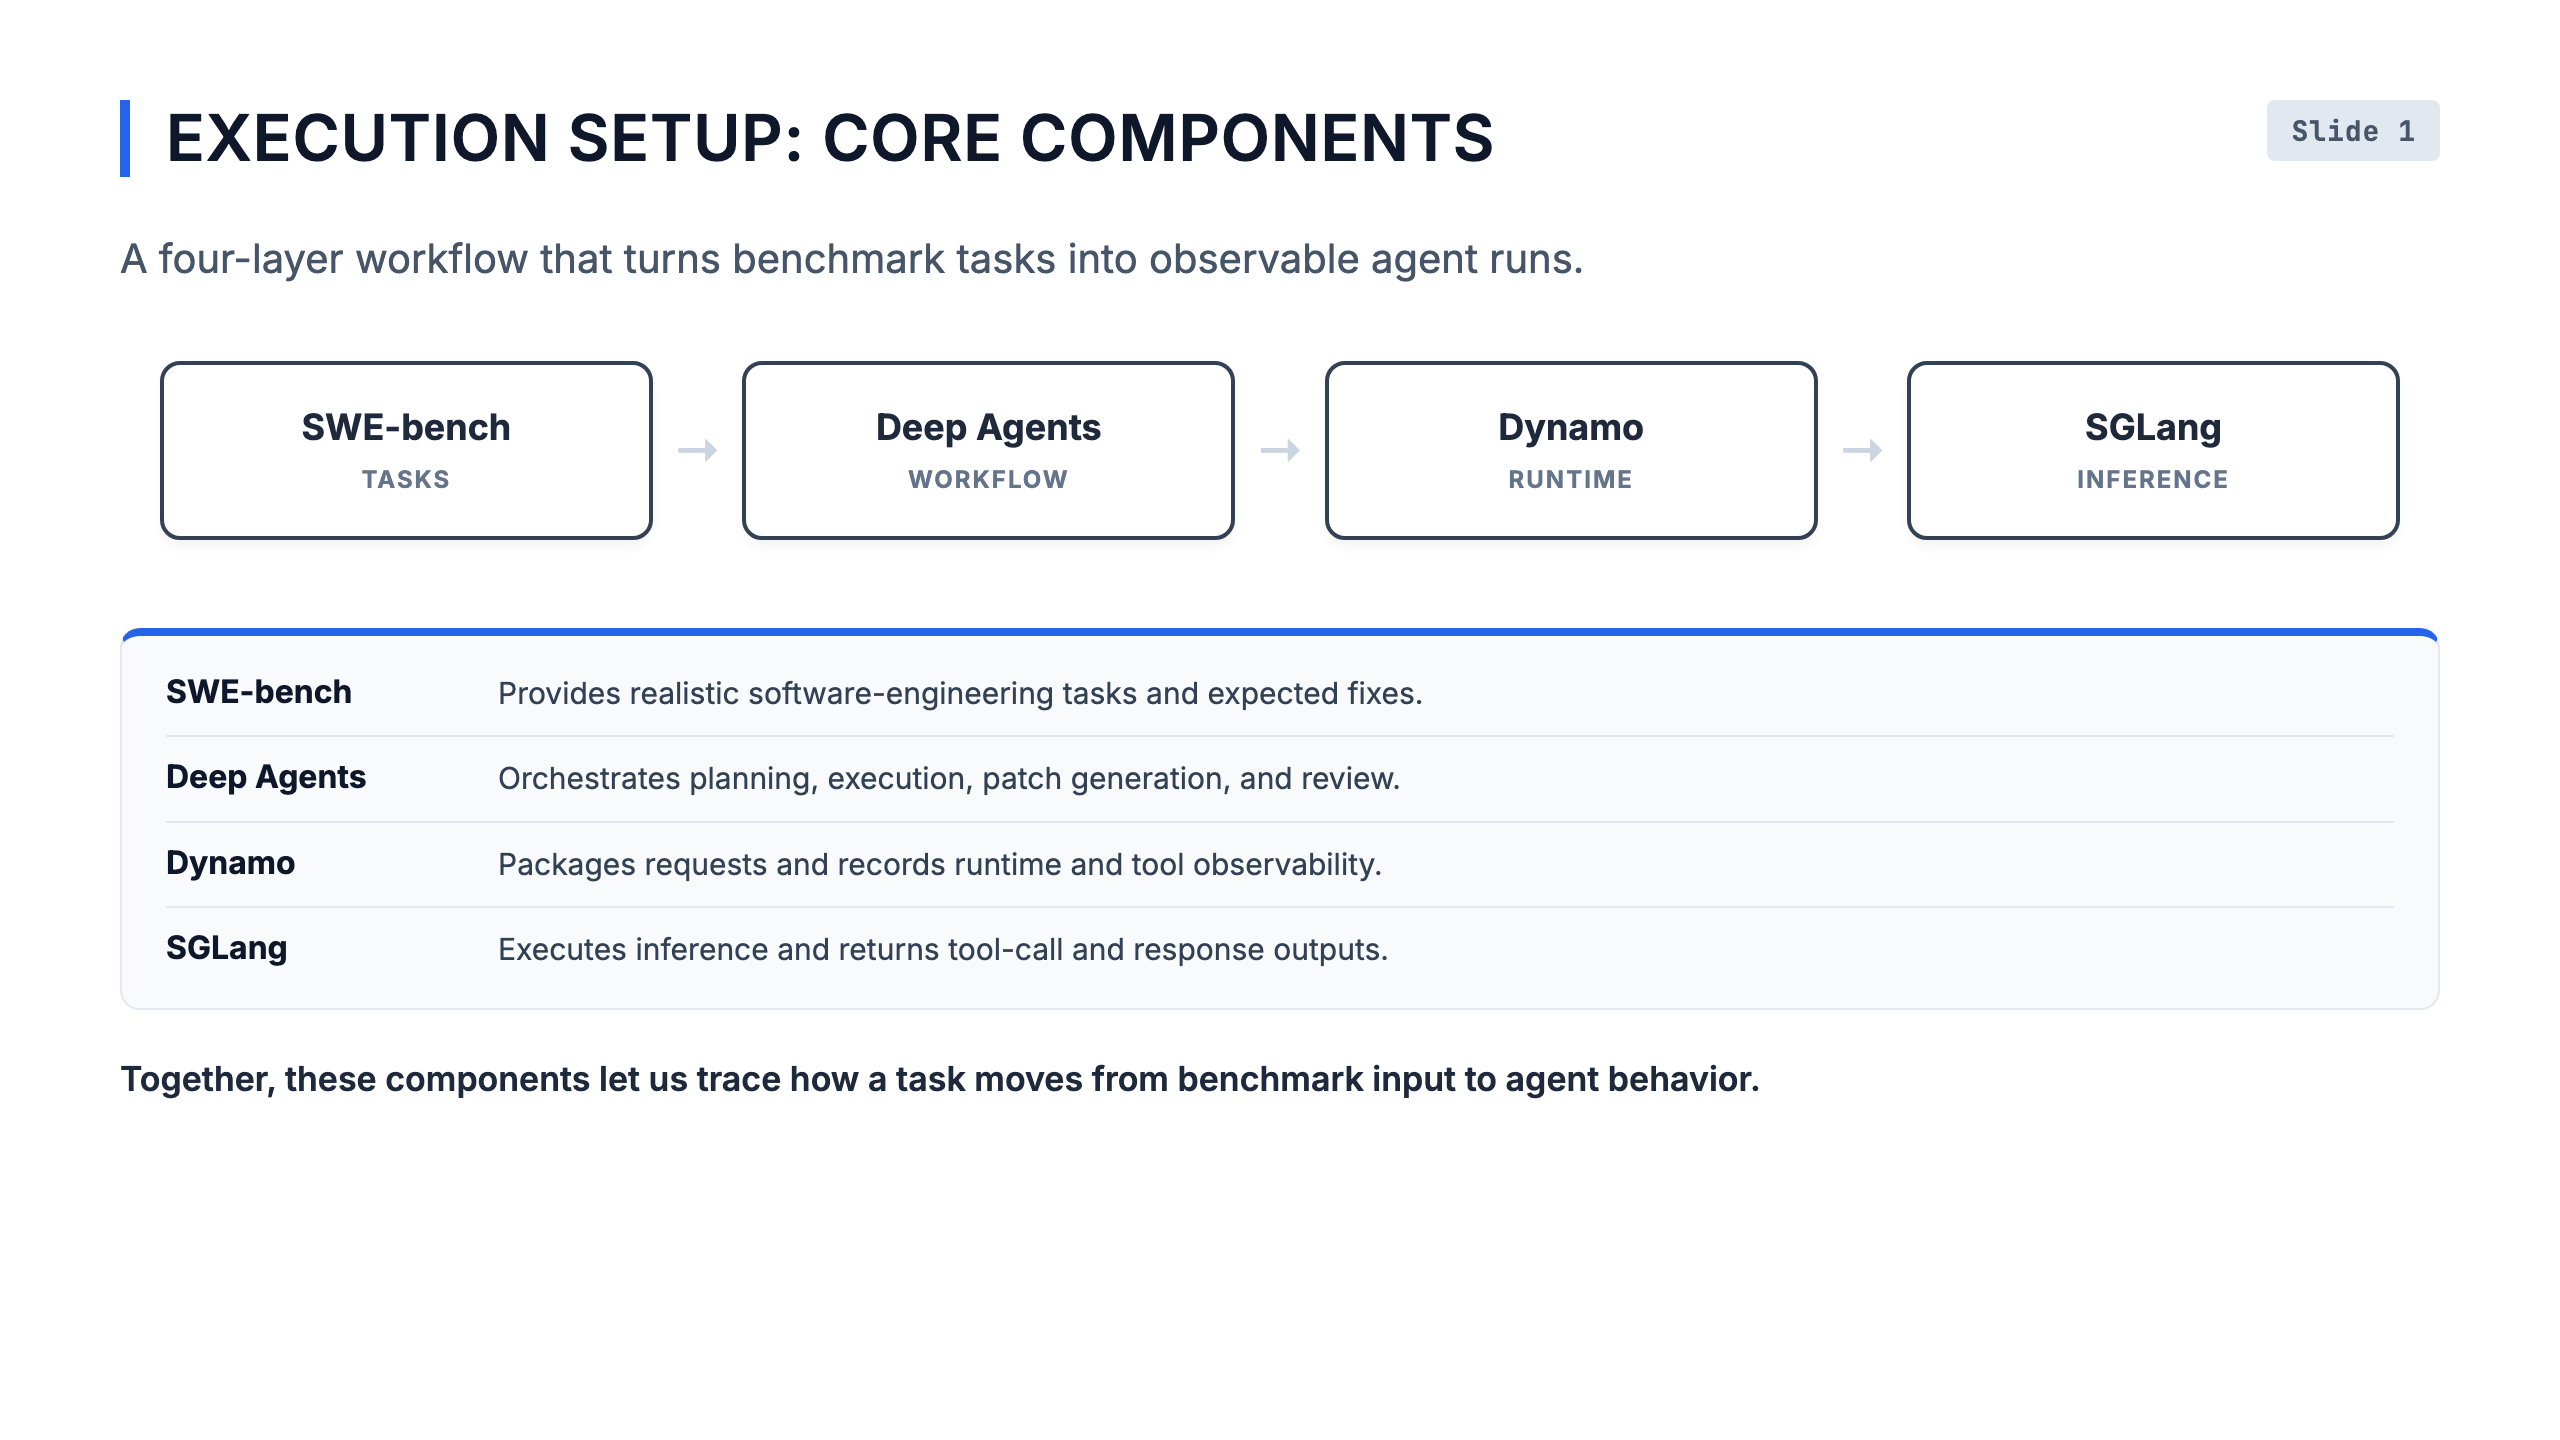 EXECUTION SETUP: CORE COMPONENTS
Slide 1
A four-layer workflow that turns benchmark tasks into observable agent runs.
SWE-bench
TASKS
→
Deep Agents
WORKFLOW
→
Dynamo
RUNTIME
→
SGLang
INFERENCE
SWE-bench Provides realistic software-engineering tasks and expected fixes.
Deep Agents Orchestrates planning, execution, patch generation, and review.
Dynamo Packages requests and records runtime and tool observability.
SGLang Executes inference and returns tool-call and response outputs.
Together, these components let us trace how a task moves from benchmark input to agent behavior.